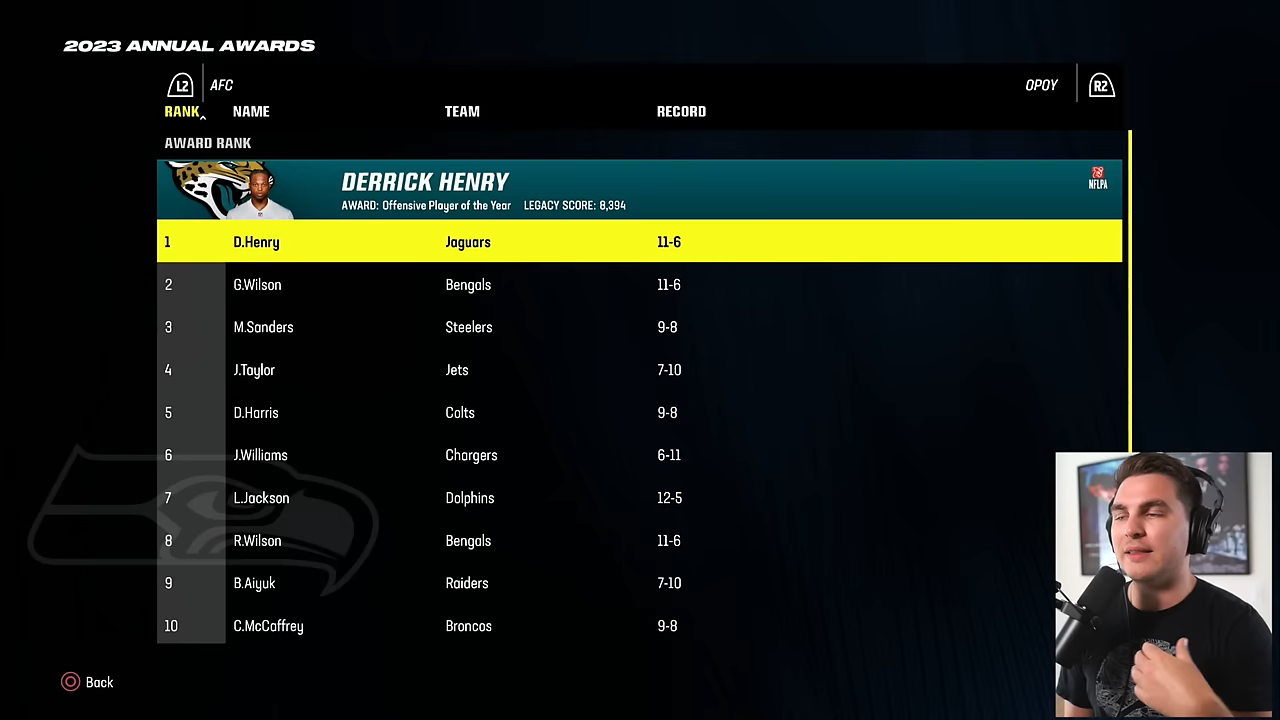 2023 ANNUAL AWARDS
L2 AFC OPOY R2
RANK NAME TEAM RECORD
AWARD RANK
DERRICK HENRY
AWARD: Offensive Player of the Year LEGACY SCORE: 8,394
NFLPA
1 D.Henry Jaguars 11-6
2 G.Wilson Bengals 11-6
3 M.Sanders Steelers 9-8
4 J.Taylor Jets 7-10
5 D.Harris Colts 9-8
6 J.Williams Chargers 6-11
7 L.Jackson Dolphins 12-5
8 R.Wilson Bengals 11-6
9 B.Aiyuk Raiders 7-10
10 C.McCaffrey Broncos 9-8
Back